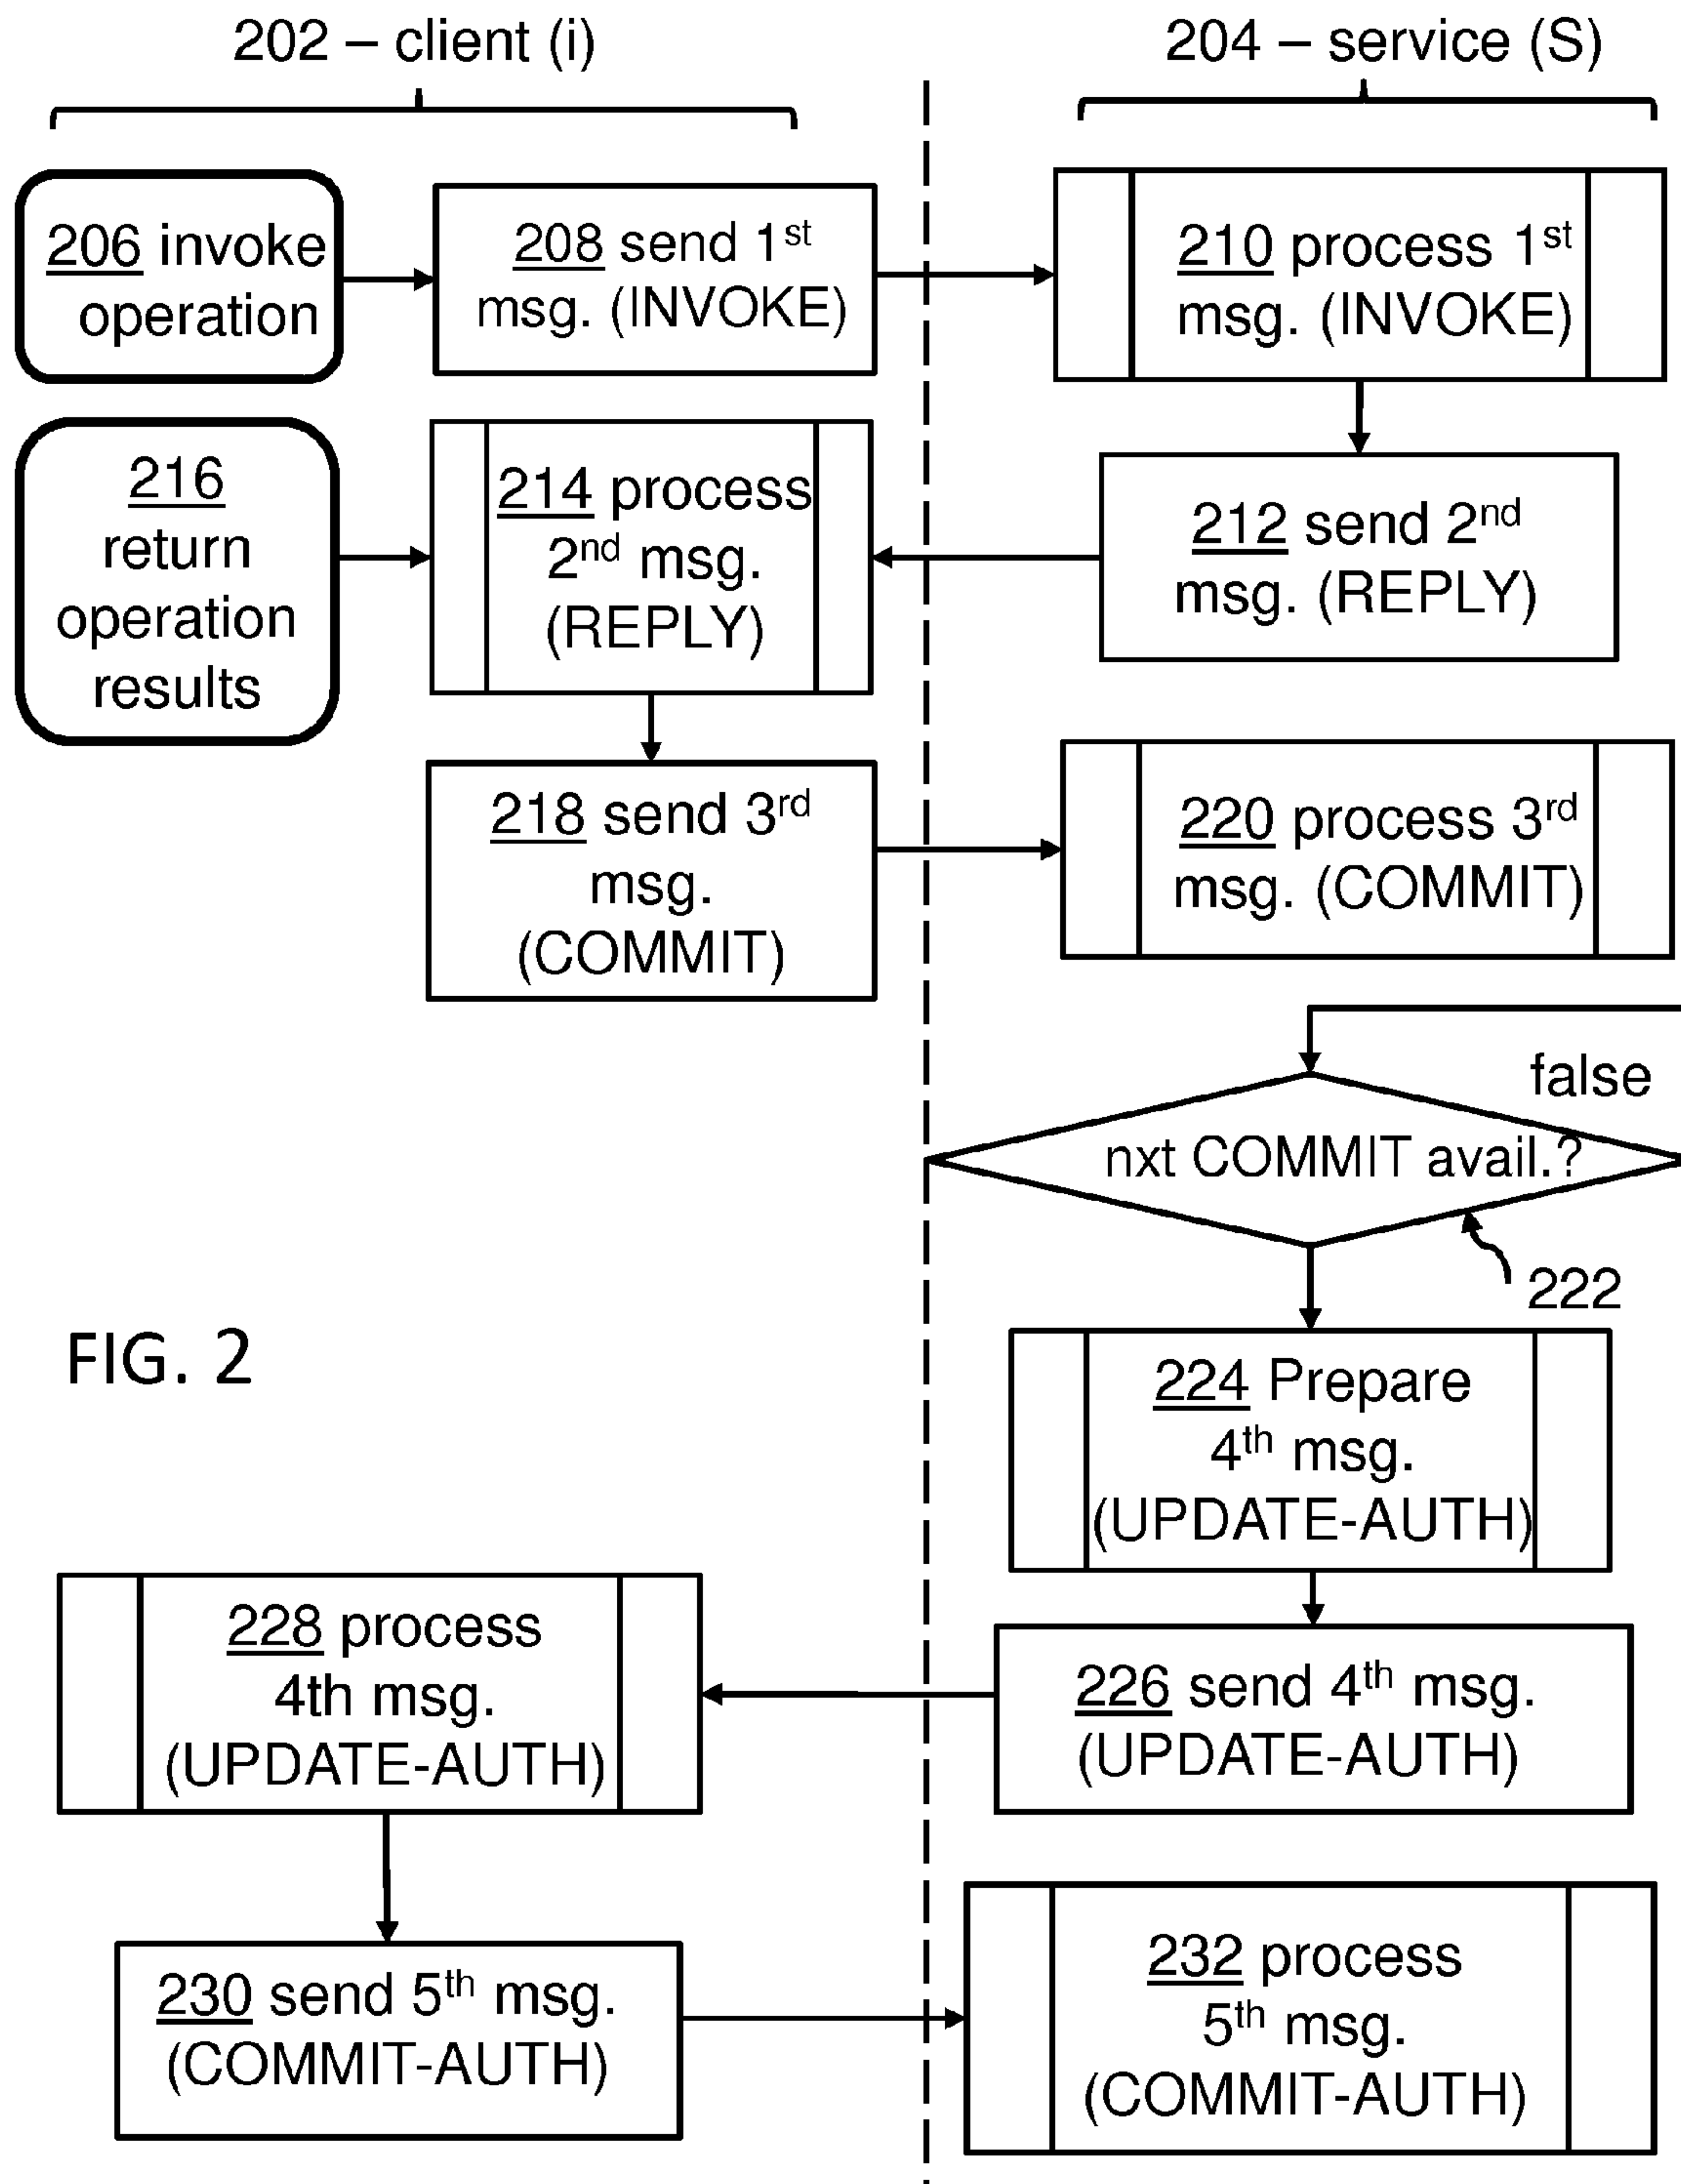 202 – client (i)
204 – service (S)
206 invoke
operation
208 send 1st
msg. (INVOKE)
210 process 1st
msg. (INVOKE)
216
return
operation
results
214 process
2nd msg.
(REPLY)
212 send 2nd
msg. (REPLY)
218 send 3rd
msg.
(COMMIT)
220 process 3rd
msg. (COMMIT)
false
nxt COMMIT avail.?
222
FIG. 2
224 Prepare
4th msg.
(UPDATE-AUTH)
228 process
4th msg.
(UPDATE-AUTH)
226 send 4th msg.
(UPDATE-AUTH)
230 send 5th msg.
(COMMIT-AUTH)
232 process
5th msg.
(COMMIT-AUTH)